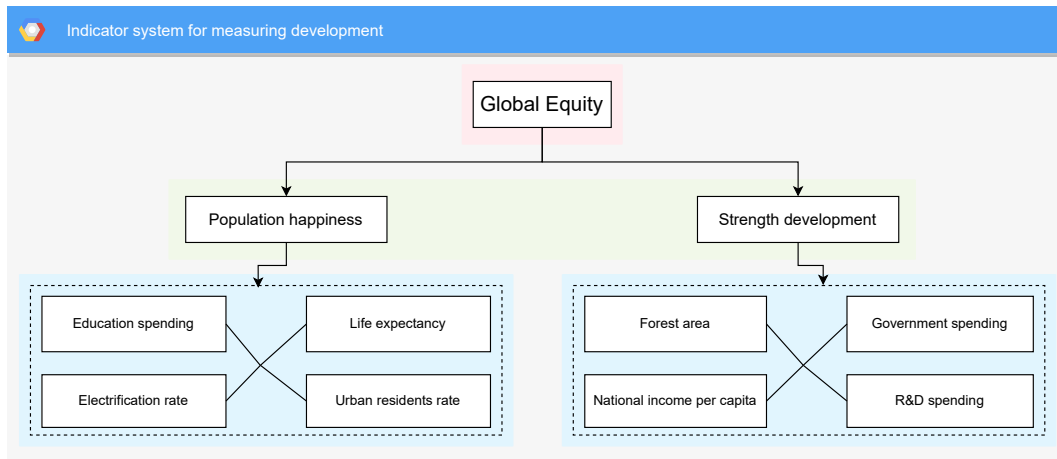 Indicator system for measuring development
Global Equity
Population happiness
Strength development
Education spending
Life expectancy
Forest area
Government spending
Electrification rate
Urban residents rate
National income per capita
R&D spending